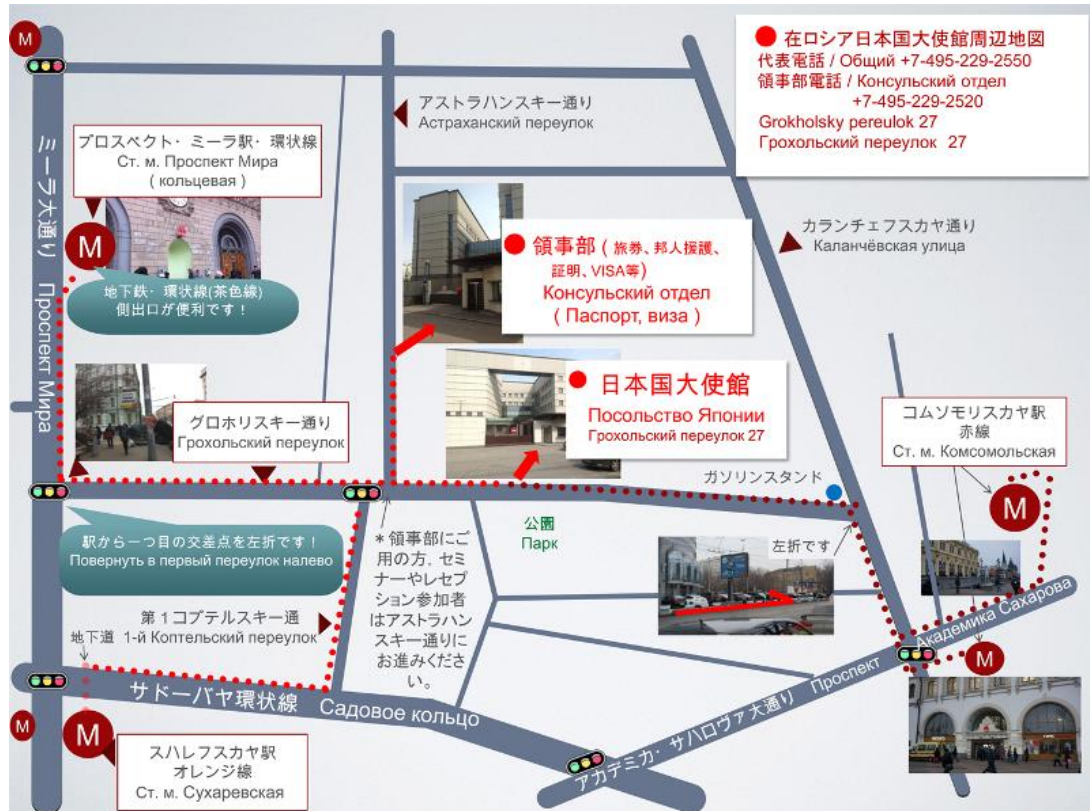 在ロシア日本国大使館周辺地図
代表電話 / Общий +7-495-229-2550
領事部電話 / Консульский отдел
+7-495-229-2520
Grokholsky pereulok 27
Грохольский переулок 27
M
アストラハンスキー通り
Астраханский переулок
プロスペクト・ミーラ駅・環状線
Ст. м. Проспект Мира
( кольцевая )
M
ミーラ大通り Проспект Мира
地下鉄・環状線(茶色線)
側出口が便利です！
カランチェフスカヤ通り
Каланчёвская улица
領事部 ( 旅券、邦人援護、
証明、VISA等)
Консульский отдел
( Паспорт, виза )
日本国大使館
Посольство Японии
Грохольский переулок 27
グロホリスキー通り
Грохольский переулок
コムソモリスカヤ駅
赤線
Ст. м. Комсомольская
M
ガソリンスタンド
公園
Парк
左折です
駅から一つ目の交差点を左折です！
Повернуть в первый переулок налево
＊領事部にご
用の方、セミ
ナーやレセプ
ション参加者
はアストラハン
スキー通りに
お進みくださ
い。
第１コプテルスキー通
1-й Коптельский переулок
地下道
サドーバヤ環状線 Садовое кольцо
アカデミカ・サハロヴァ大通り Проспект Академика Сахарова
M
M
M
スハレフスカヤ駅
オレンジ線
Ст. м. Сухаревская